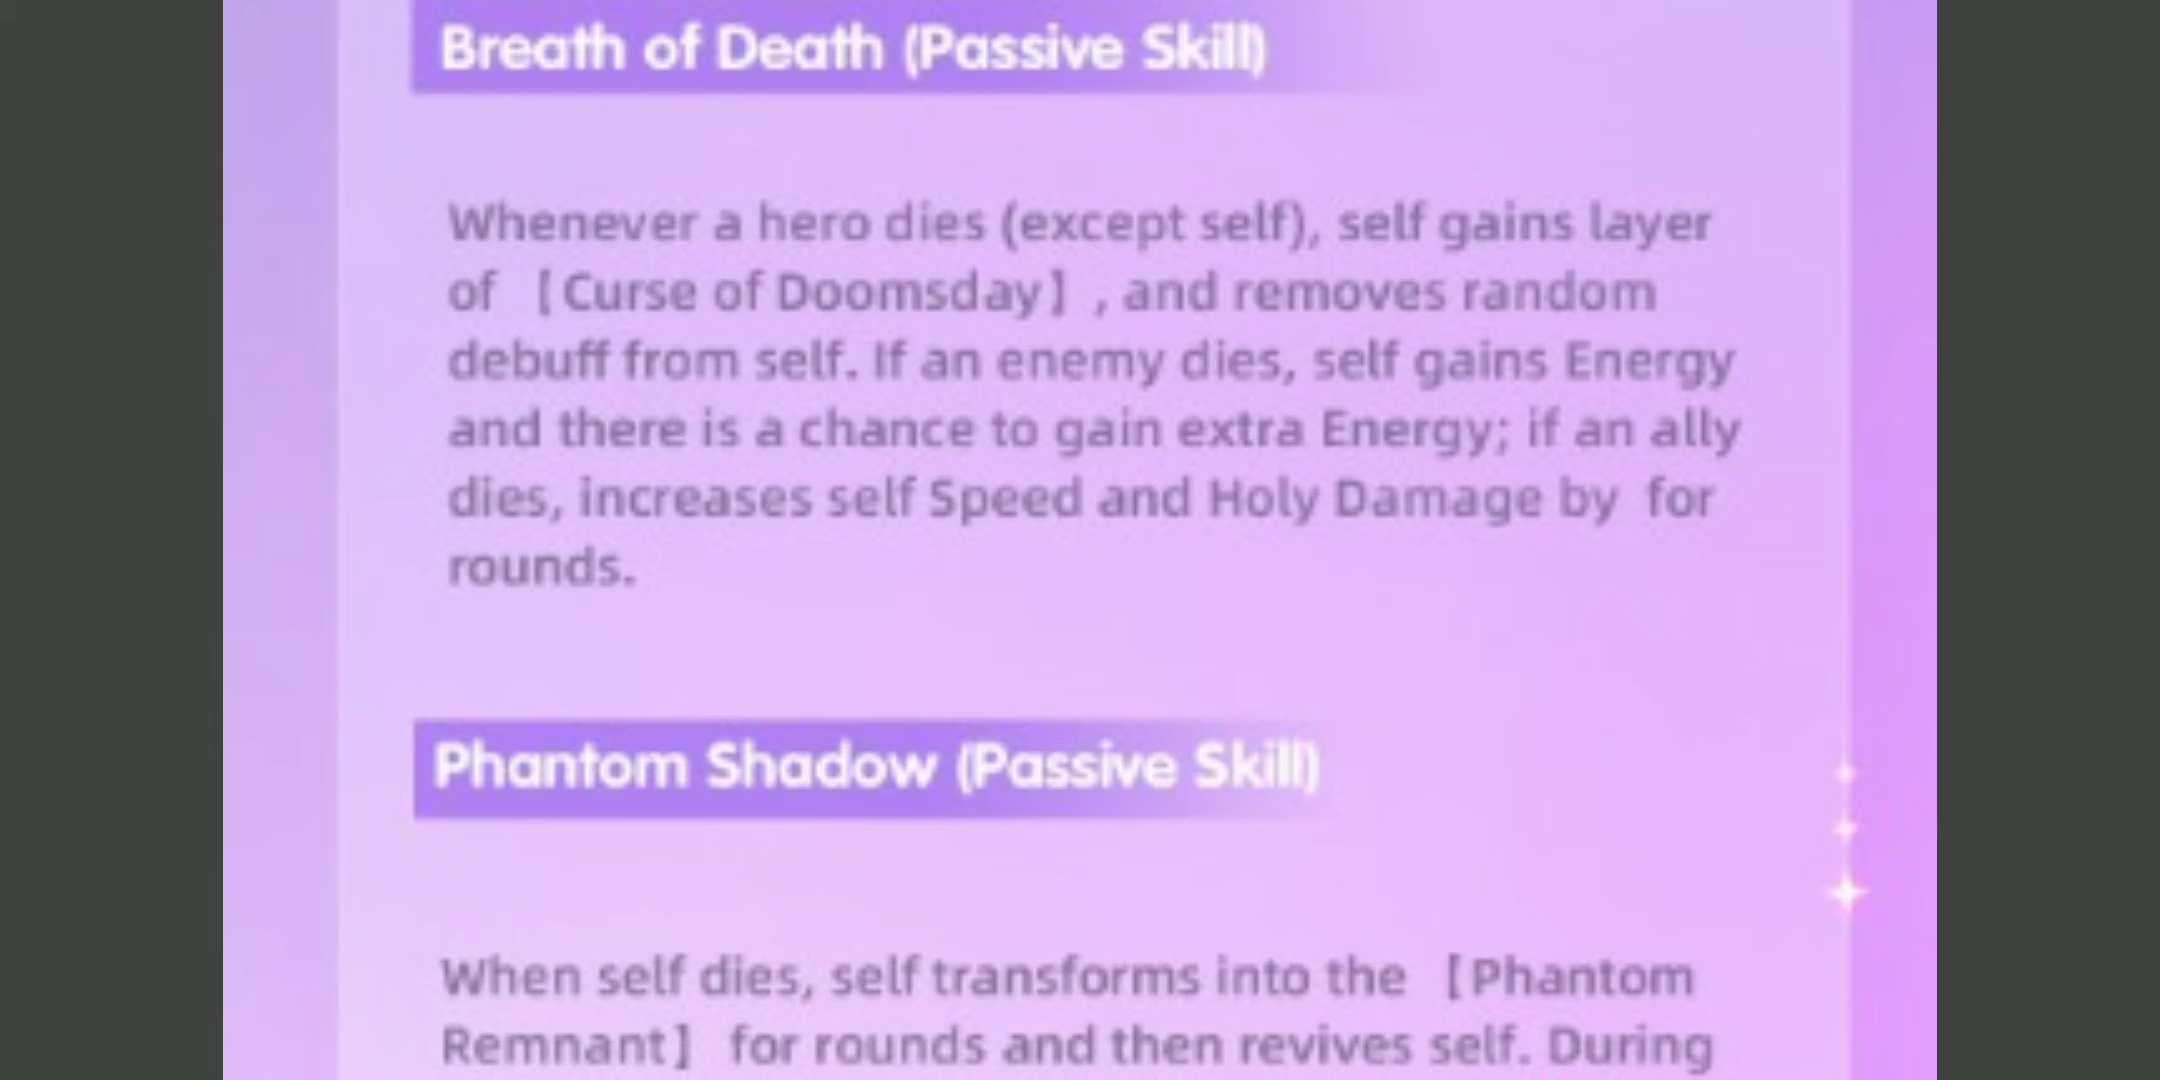 Breath of Death (Passive Skill)
Whenever a hero dies (except self), self gains layer
of 【Curse of Doomsday】, and removes random
debuff from self. If an enemy dies, self gains Energy
and there is a chance to gain extra Energy; if an ally
dies, increases self Speed and Holy Damage by  for
rounds.
Phantom Shadow (Passive Skill)
When self dies, self transforms into the 【Phantom
Remnant】 for rounds and then revives self. During